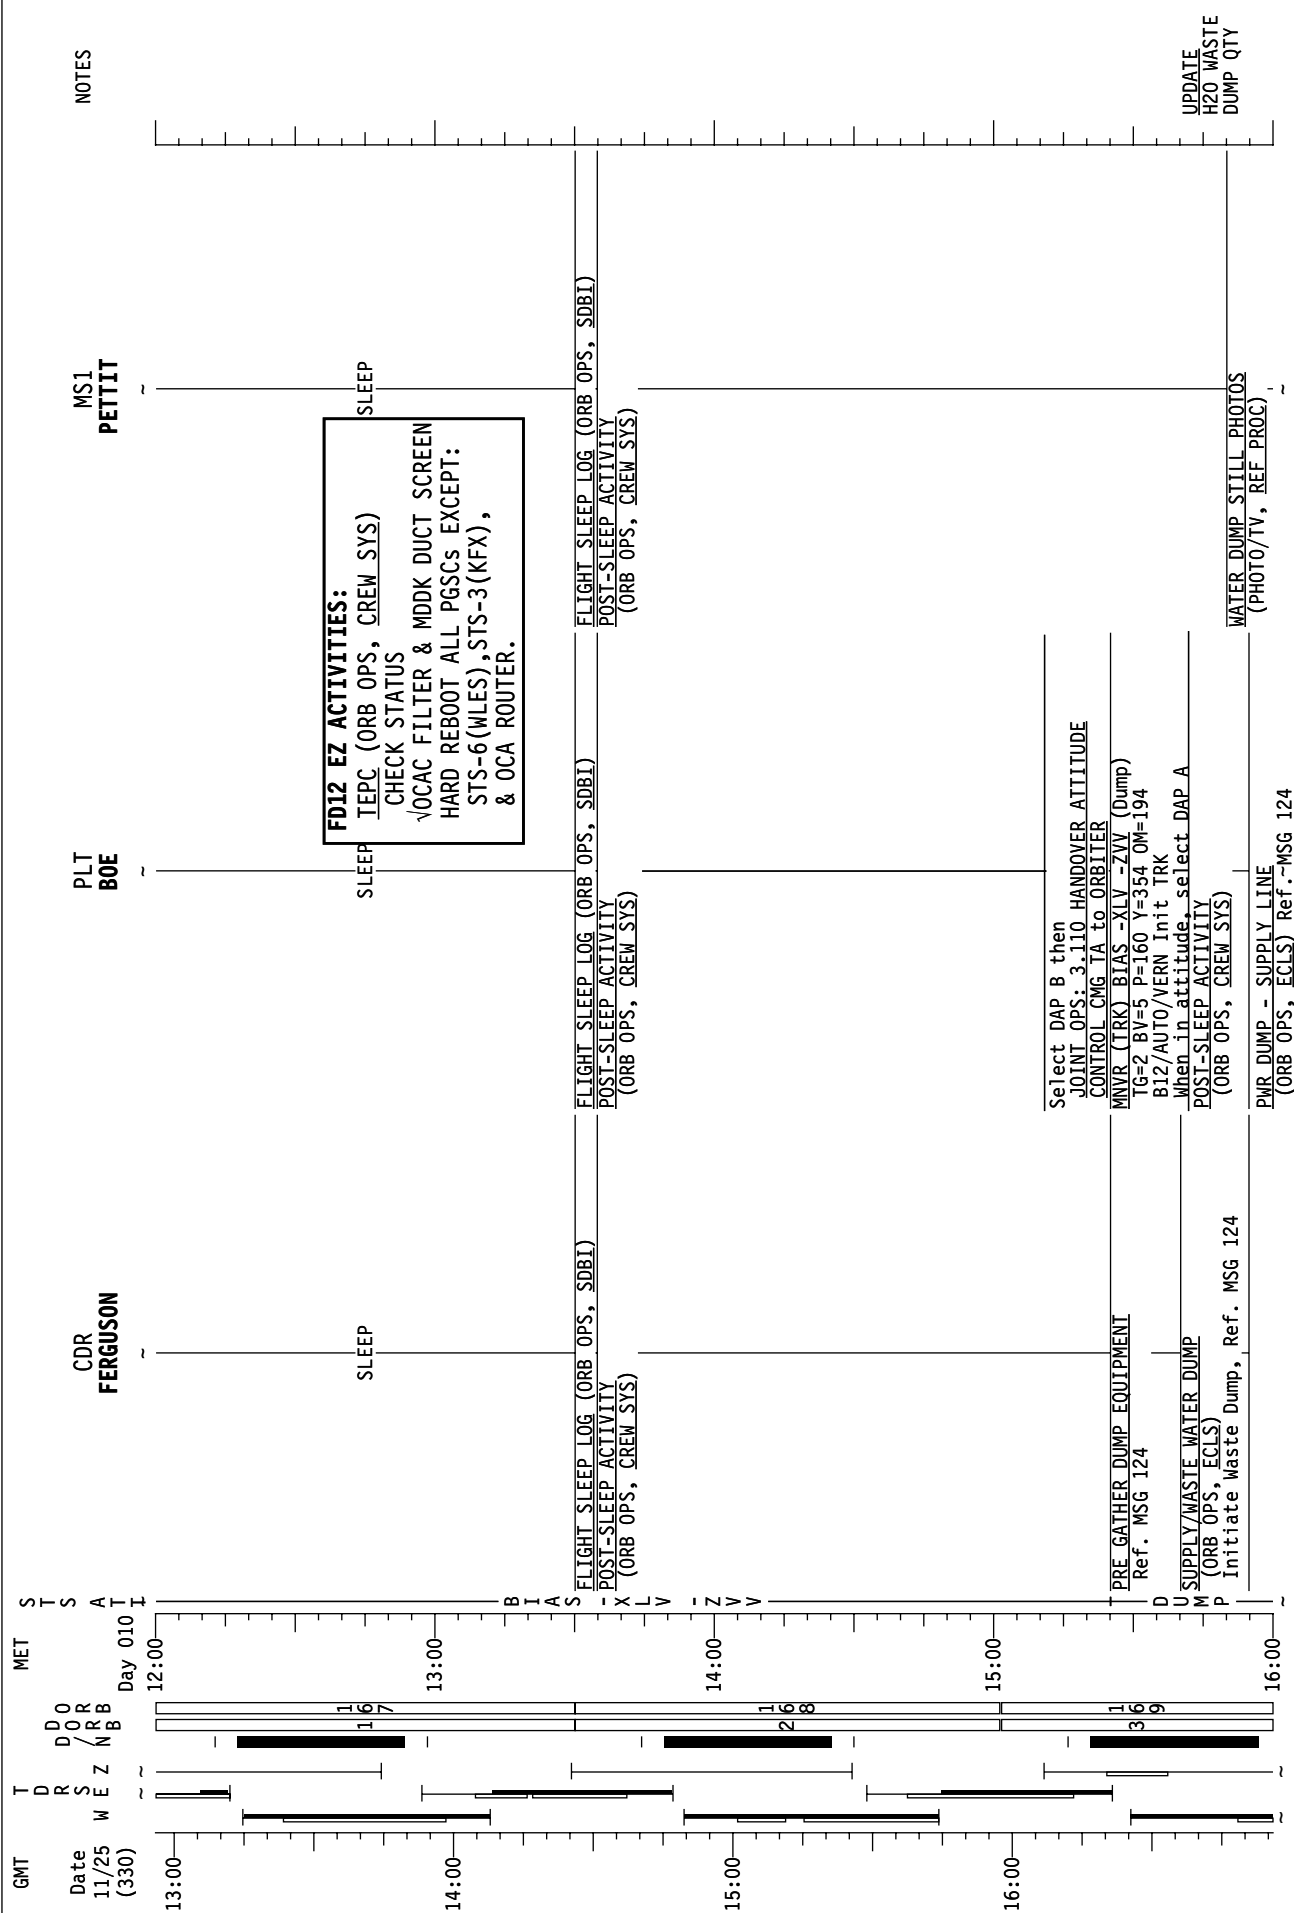 GMT
Date
11/25
(330)
13:00
14:00
15:00
16:00
T
D
R
S
W E Z
D D O
O / R
/ R B
N B
1 2 3
167
168
169
MET
Day 010
12:00
13:00
14:00
15:00
16:00
S
T
S
A
T
T
BIAS -XLV -ZVV
DUMP
CDR
FERGUSON
~
SLEEP
FLIGHT SLEEP LOG (ORB OPS, SDBI)
POST-SLEEP ACTIVITY
(ORB OPS, CREW SYS)
PRE GATHER DUMP EQUIPMENT
Ref. MSG 124
SUPPLY/WASTE WATER DUMP
(ORB OPS, ECLS)
Initiate Waste Dump, Ref. MSG 124
PLT
BOE
~
SLEEP
FLIGHT SLEEP LOG (ORB OPS, SDBI)
POST-SLEEP ACTIVITY
(ORB OPS, CREW SYS)
Select DAP B then
JOINT OPS: 3.110 HANDOVER ATTITUDE
CONTROL CMG TA to ORBITER
MNVR (TRK) BIAS -XLV -ZVV (Dump)
TG=2 BV=5 P=160 Y=354 OM=194
B12/AUTO/VERN Init TRK
When in attitude, select DAP A
POST-SLEEP ACTIVITY
(ORB OPS, CREW SYS)
PWR DUMP - SUPPLY LINE
(ORB OPS, ECLS) Ref.~MSG 124
FD12 EZ ACTIVITIES:
TEPC (ORB OPS, CREW SYS)
CHECK STATUS
√OCAC FILTER & MDDK DUCT SCREEN
HARD REBOOT ALL PGSCs EXCEPT:
STS-6(WLES),STS-3(KFX),
& OCA ROUTER.
MS1
PETTIT
~
SLEEP
FLIGHT SLEEP LOG (ORB OPS, SDBI)
POST-SLEEP ACTIVITY
(ORB OPS, CREW SYS)
WATER DUMP STILL PHOTOS
(PHOTO/TV, REF PROC)
~
NOTES
UPDATE
H2O WASTE
DUMP QTY